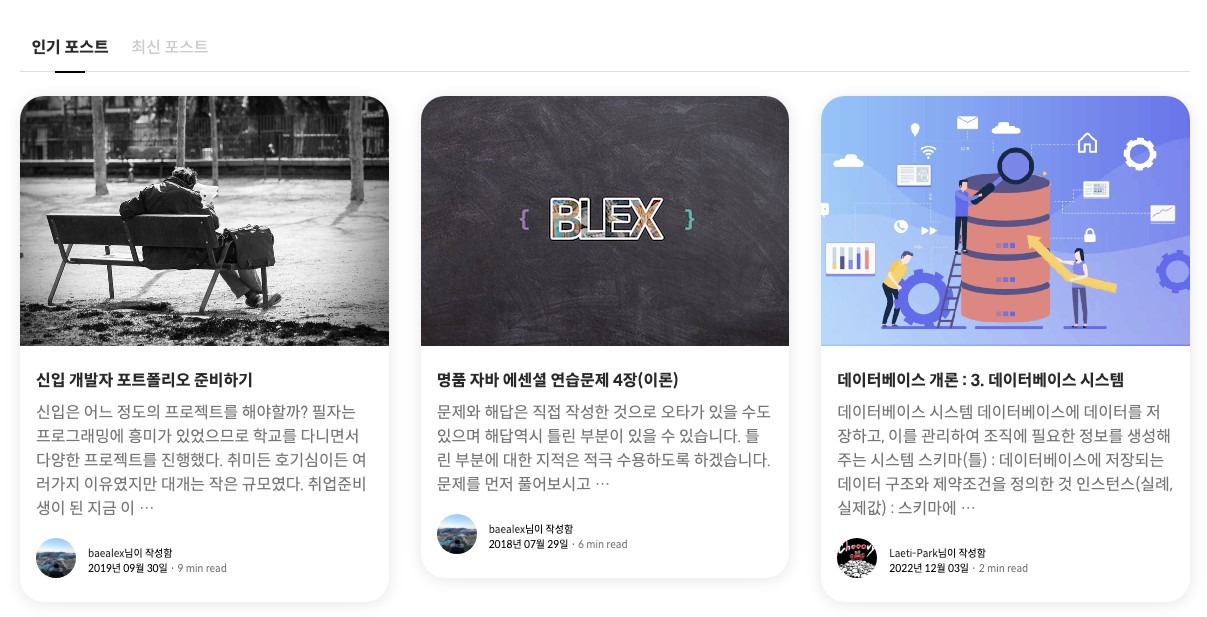 인기 포스트 최신 포스트
{ BLEX }
신입 개발자 포트폴리오 준비하기
신입은 어느 정도의 프로젝트를 해야할까? 필자는
프로그래밍에 흥미가 있었으므로 학교를 다니면서
다양한 프로젝트를 진행했다. 취미든 호기심이든 여
러가지 이유였지만 대개는 작은 규모였다. 취업준비
생이 된 지금 이 …
baealex님이 작성함
2019년 09월 30일 · 9 min read
명품 자바 에센셜 연습문제 4장(이론)
문제와 해답은 직접 작성한 것으로 오타가 있을 수도
있으며 해답역시 틀린 부분이 있을 수 있습니다. 틀
린 부분에 대한 지적은 적극 수용하도록 하겠습니다.
문제를 먼저 풀어보시고 …
baealex님이 작성함
2018년 07월 29일 · 6 min read
데이터베이스 개론 : 3. 데이터베이스 시스템
데이터베이스 시스템 데이터베이스에 데이터를 저
장하고, 이를 관리하여 조직에 필요한 정보를 생성해
주는 시스템 스키마(틀) : 데이터베이스에 저장되는
데이터 구조와 제약조건을 정의한 것 인스턴스(실례,
실제값) : 스키마에 …
Laeti-Park님이 작성함
2022년 12월 03일 · 2 min read